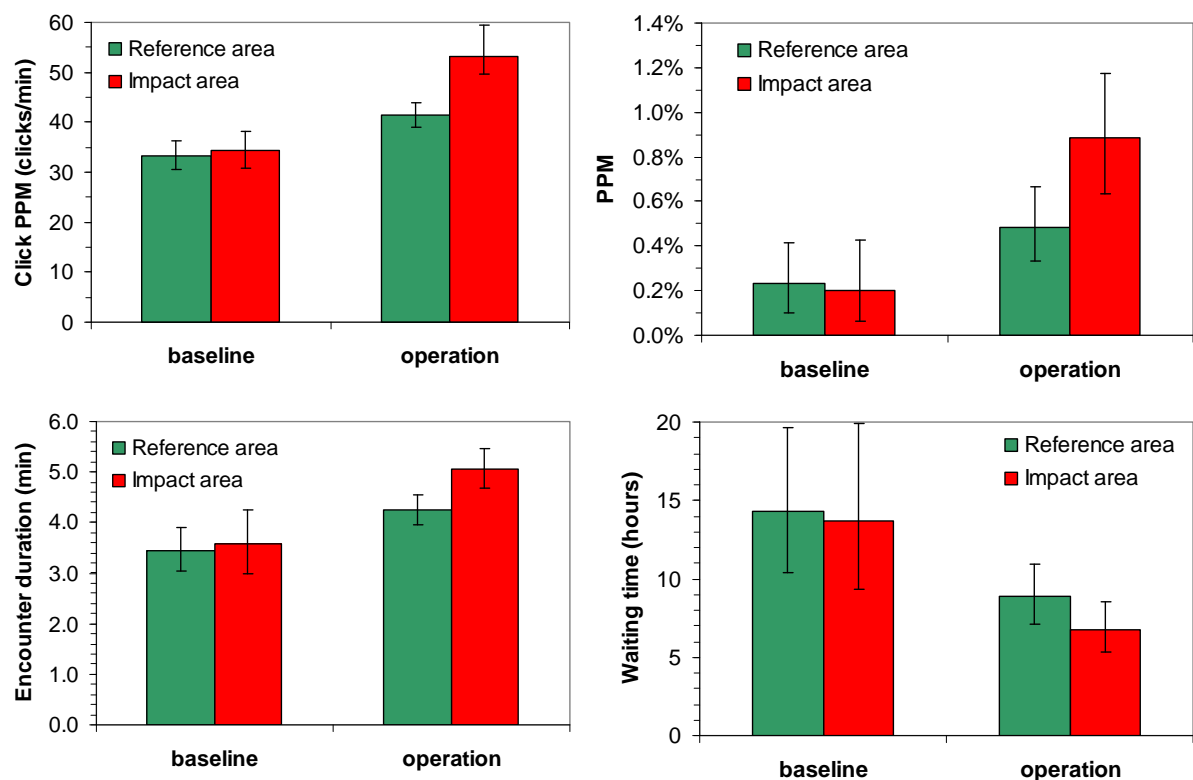 Click PPM (clicks/min)
60
50
40
30
20
10
0
Reference area
Impact area
baseline
operation
PPM
1.4%
1.2%
1.0%
0.8%
0.6%
0.4%
0.2%
0.0%
Reference area
Impact area
baseline
operation
Encounter duration (min)
6.0
5.0
4.0
3.0
2.0
1.0
0.0
Reference area
Impact area
baseline
operation
Waiting time (hours)
20
15
10
5
0
Reference area
Impact area
baseline
operation